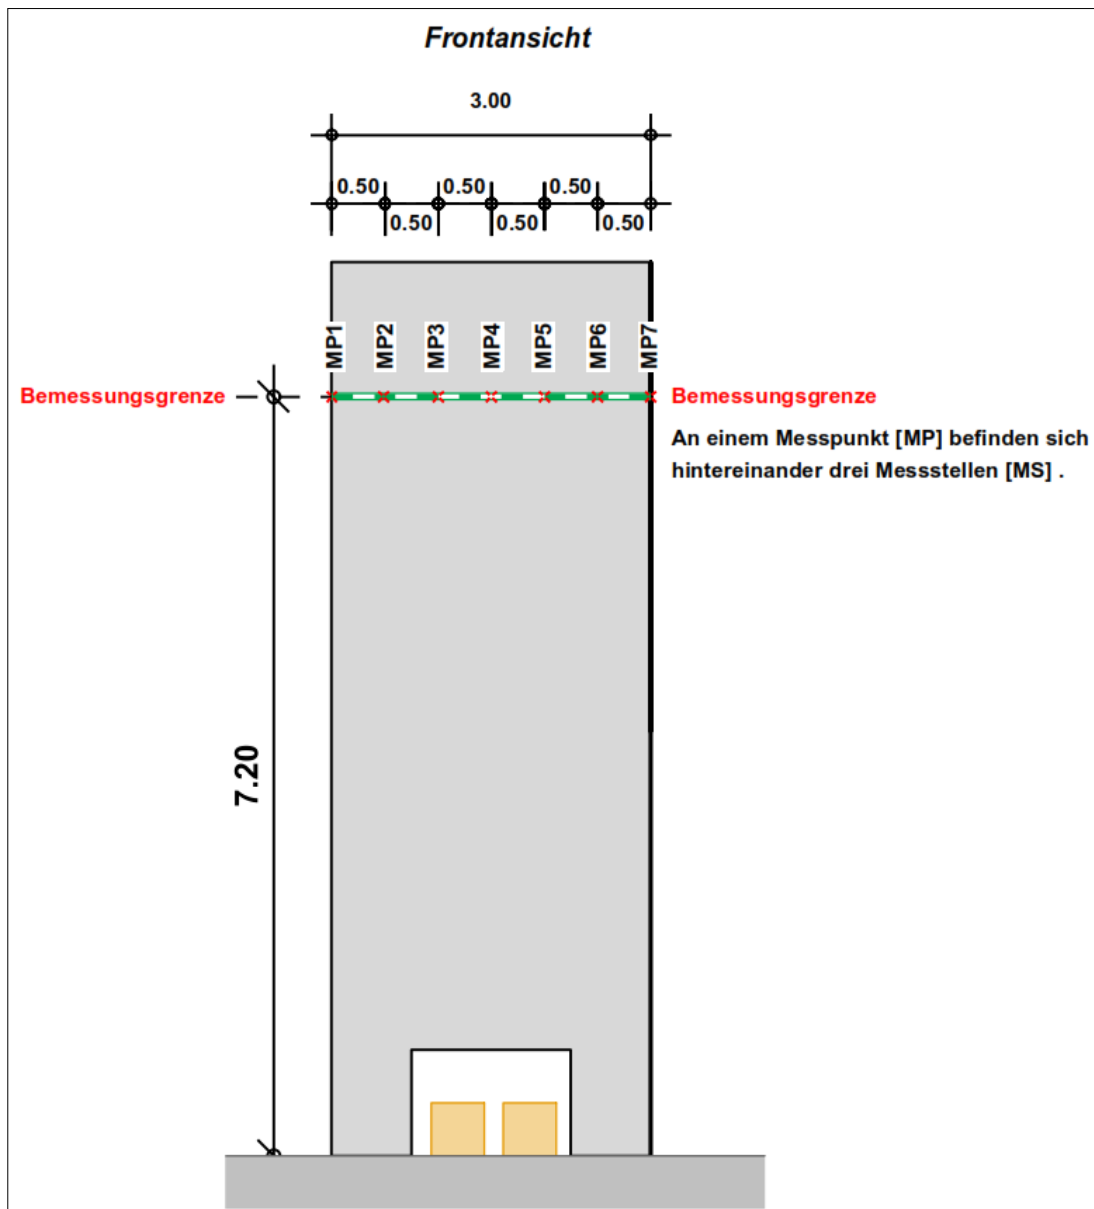 Frontansicht
3.00
0.50 0.50 0.50
0.50 0.50 0.50
MP1 MP2 MP3 MP4 MP5 MP6 MP7
Bemessungsgrenze Bemessungsgrenze
An einem Messpunkt [MP] befinden sich
hintereinander drei Messstellen [MS] .
7.20